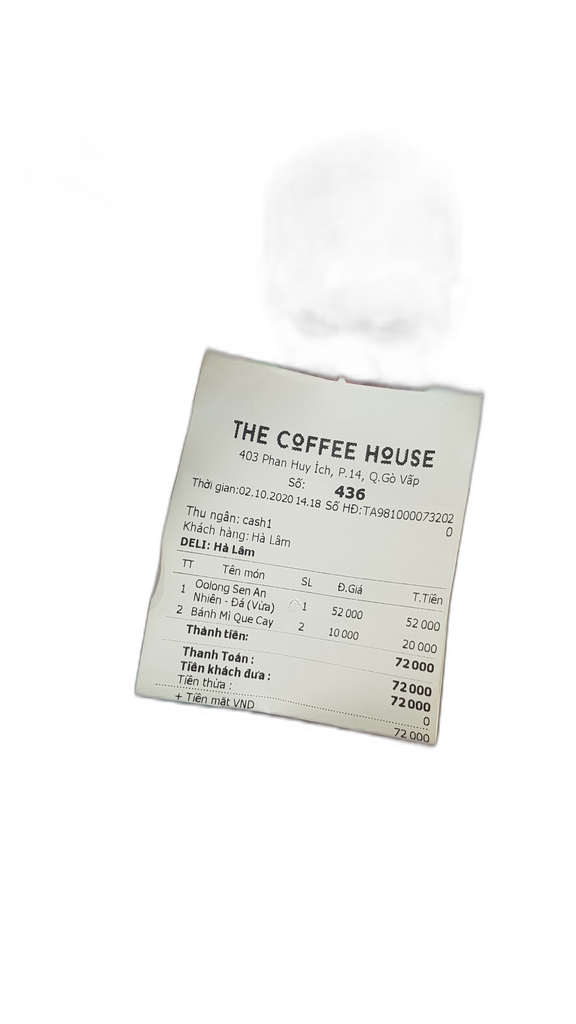 THE COFFEE HOUSE
403 Phan Huy Ích, P.14, Q.Gò Vấp
Số: 436
Thời gian:02.10.2020 14.18 Số HĐ:TA981000073202
0
Thu ngân: cash1
Khách hàng: Hà Lâm
DELI: Hà Lâm
TT Tên món SL Đ.Giá T.Tiền
1 Oolong Sen An
Nhiên - Đá (Vừa) 1 52 000 52 000
2 Bánh Mì Que Cay 2 10 000 20 000
Thành tiền: 72 000
Thanh Toán : 72 000
Tiền khách đưa : 72 000
Tiền thừa : 0
+ Tiền mặt VND 72 000